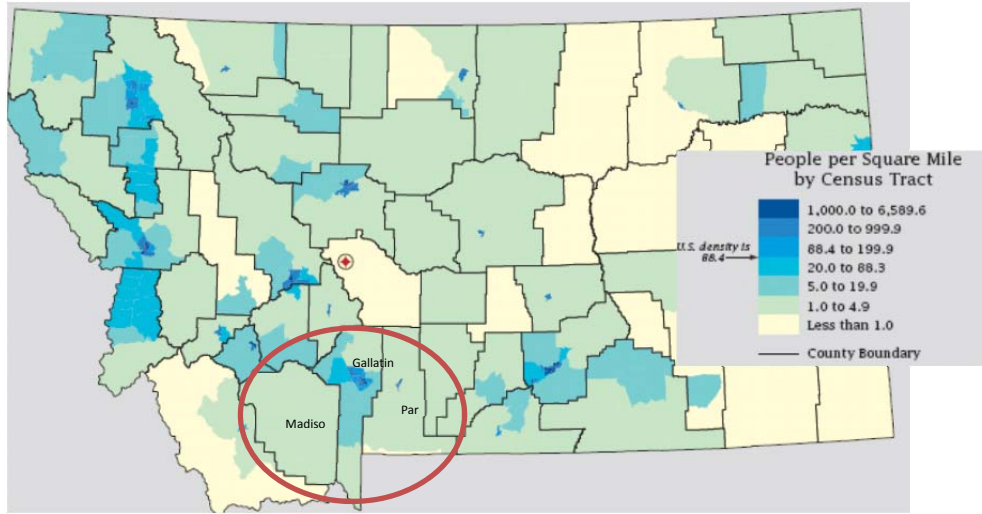 People per Square Mile
by Census Tract
1,000.0 to 6,589.6
200.0 to 999.9
88.4 to 199.9
20.0 to 88.3
5.0 to 19.9
1.0 to 4.9
Less than 1.0
County Boundary
U.S. density is
88.4
Gallatin
Par
Madiso